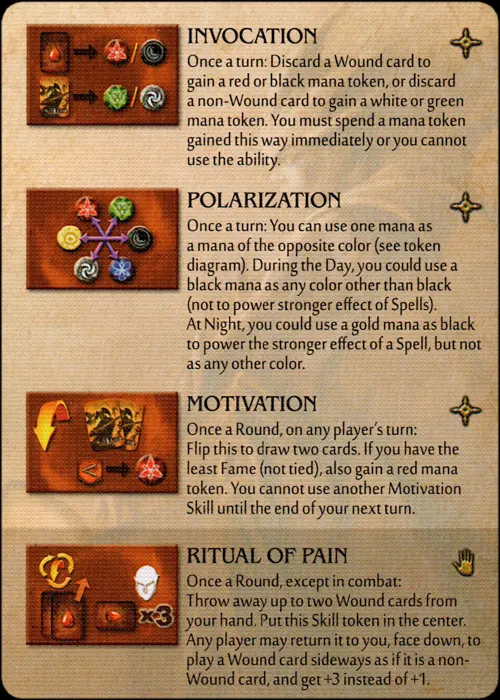 INVOCATION
Once a turn: Discard a Wound card to
gain a red or black mana token, or discard
a non-Wound card to gain a white or green
mana token. You must spend a mana token
gained this way immediately or you cannot
use the ability.
POLARIZATION
Once a turn: You can use one mana as
a mana of the opposite color (see token
diagram). During the Day, you could use a
black mana as any color other than black
(not to power stronger effect of Spells).
At Night, you could use a gold mana as black
to power the stronger effect of a Spell, but not
as any other color.
MOTIVATION
Once a Round, on any player's turn:
Flip this to draw two cards. If you have the
least Fame (not tied), also gain a red mana
token. You cannot use another Motivation
Skill until the end of your next turn.
RITUAL OF PAIN
x3
Once a Round, except in combat:
Throw away up to two Wound cards from
your hand. Put this Skill token in the center.
Any player may return it to you, face down, to
play a Wound card sideways as if it is a non-
Wound card, and get +3 instead of +1.